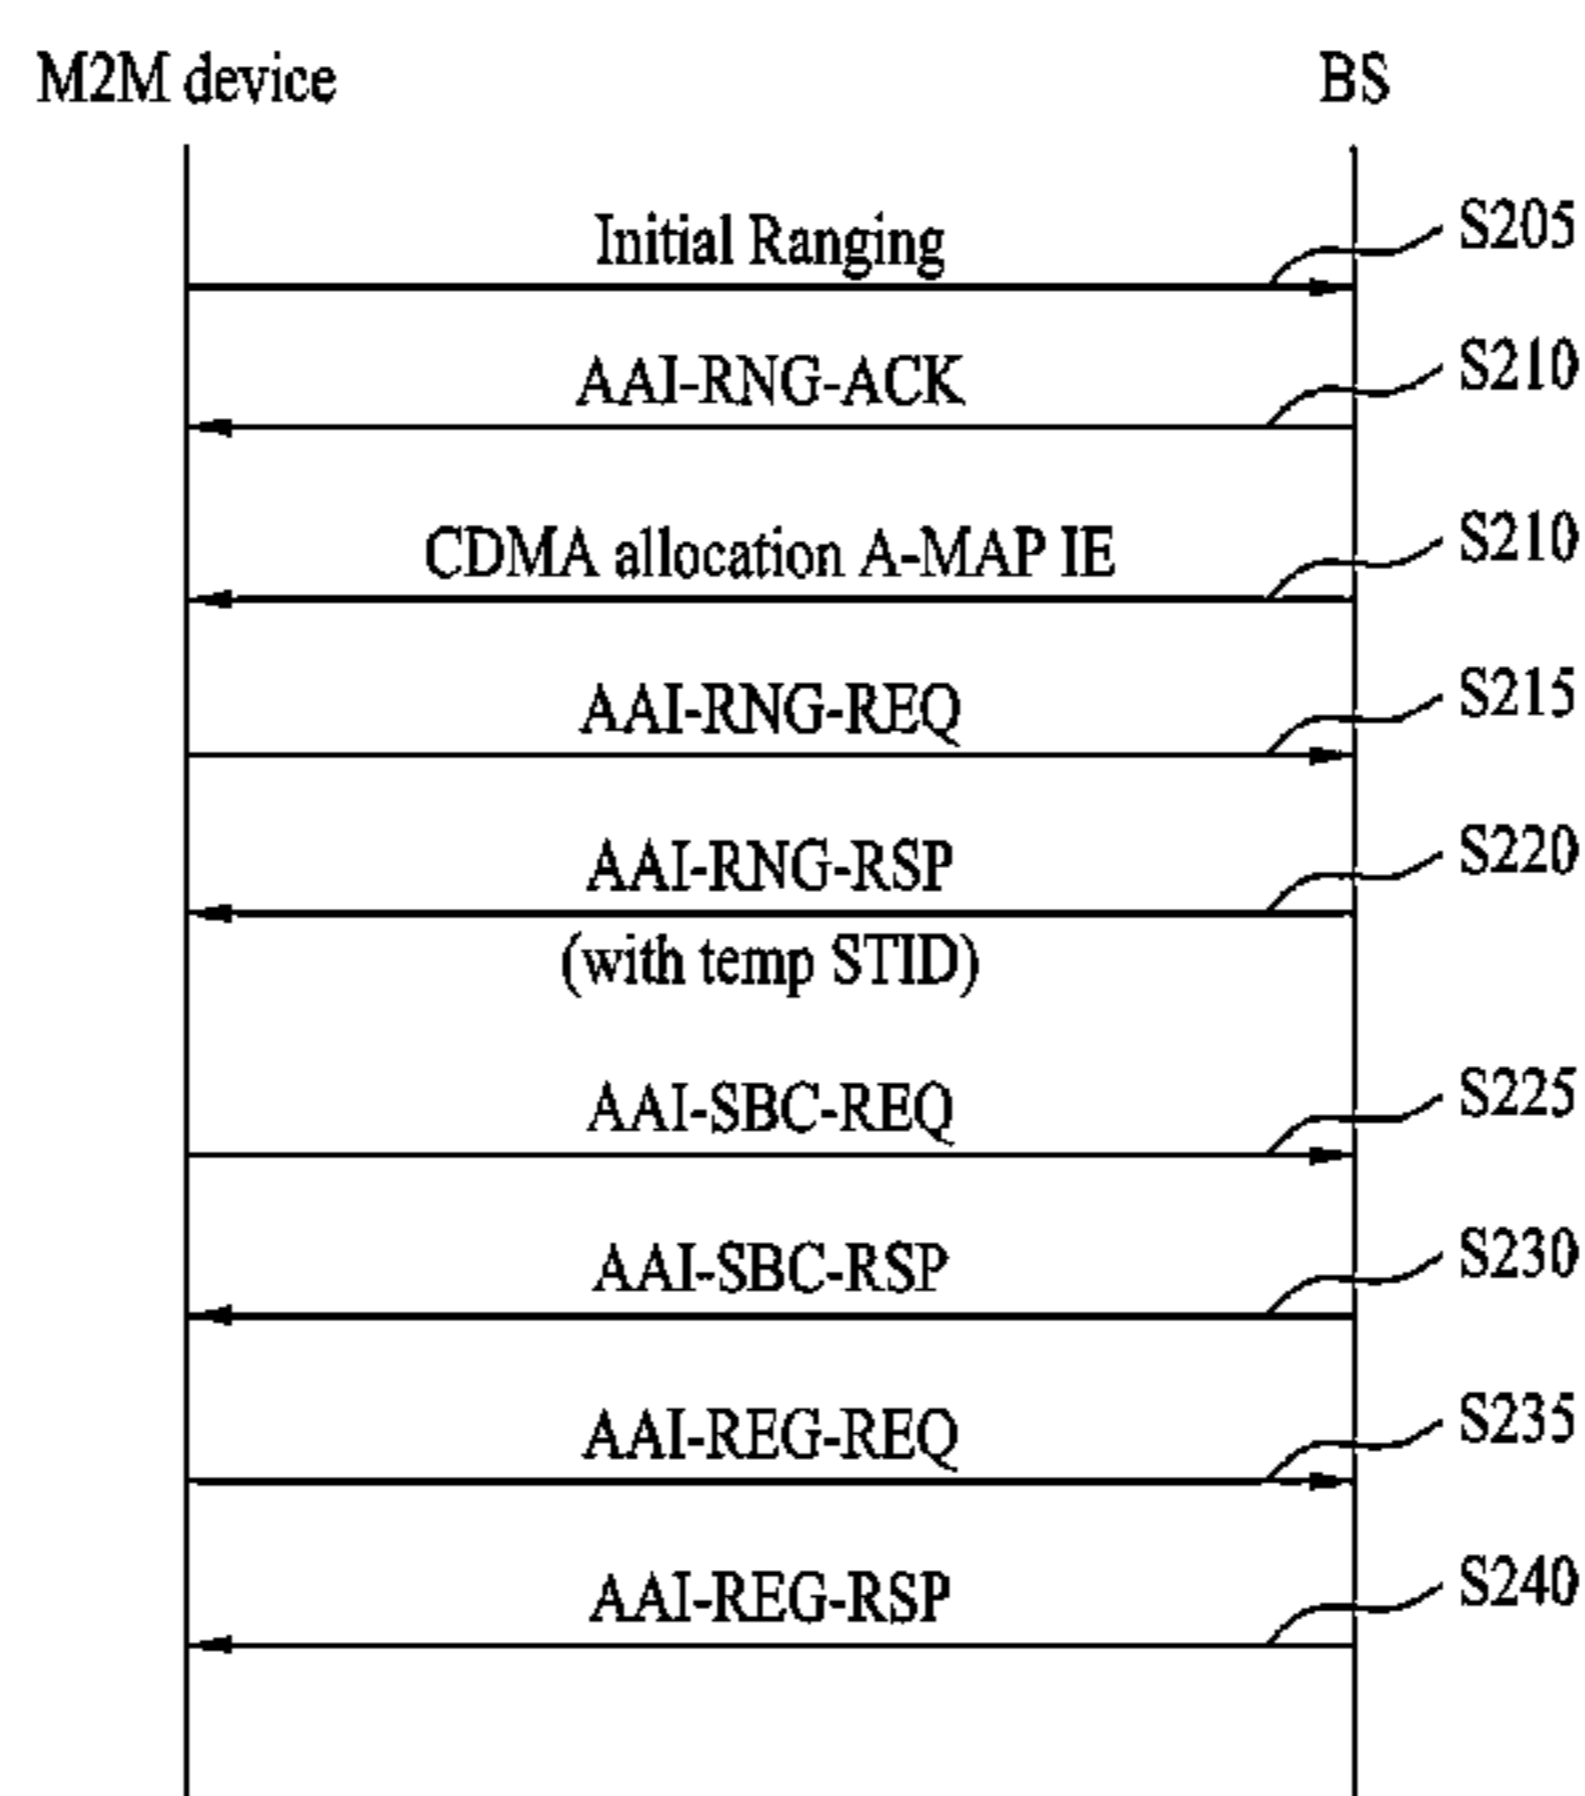 M2M device
BS
Initial Ranging
S205
AAI-RNG-ACK
S210
CDMA allocation A-MAP IE
S210
AAI-RNG-REQ
S215
AAI-RNG-RSP
S220
(with temp STID)
AAI-SBC-REQ
S225
AAI-SBC-RSP
S230
AAI-REG-REQ
S235
AAI-REG-RSP
S240